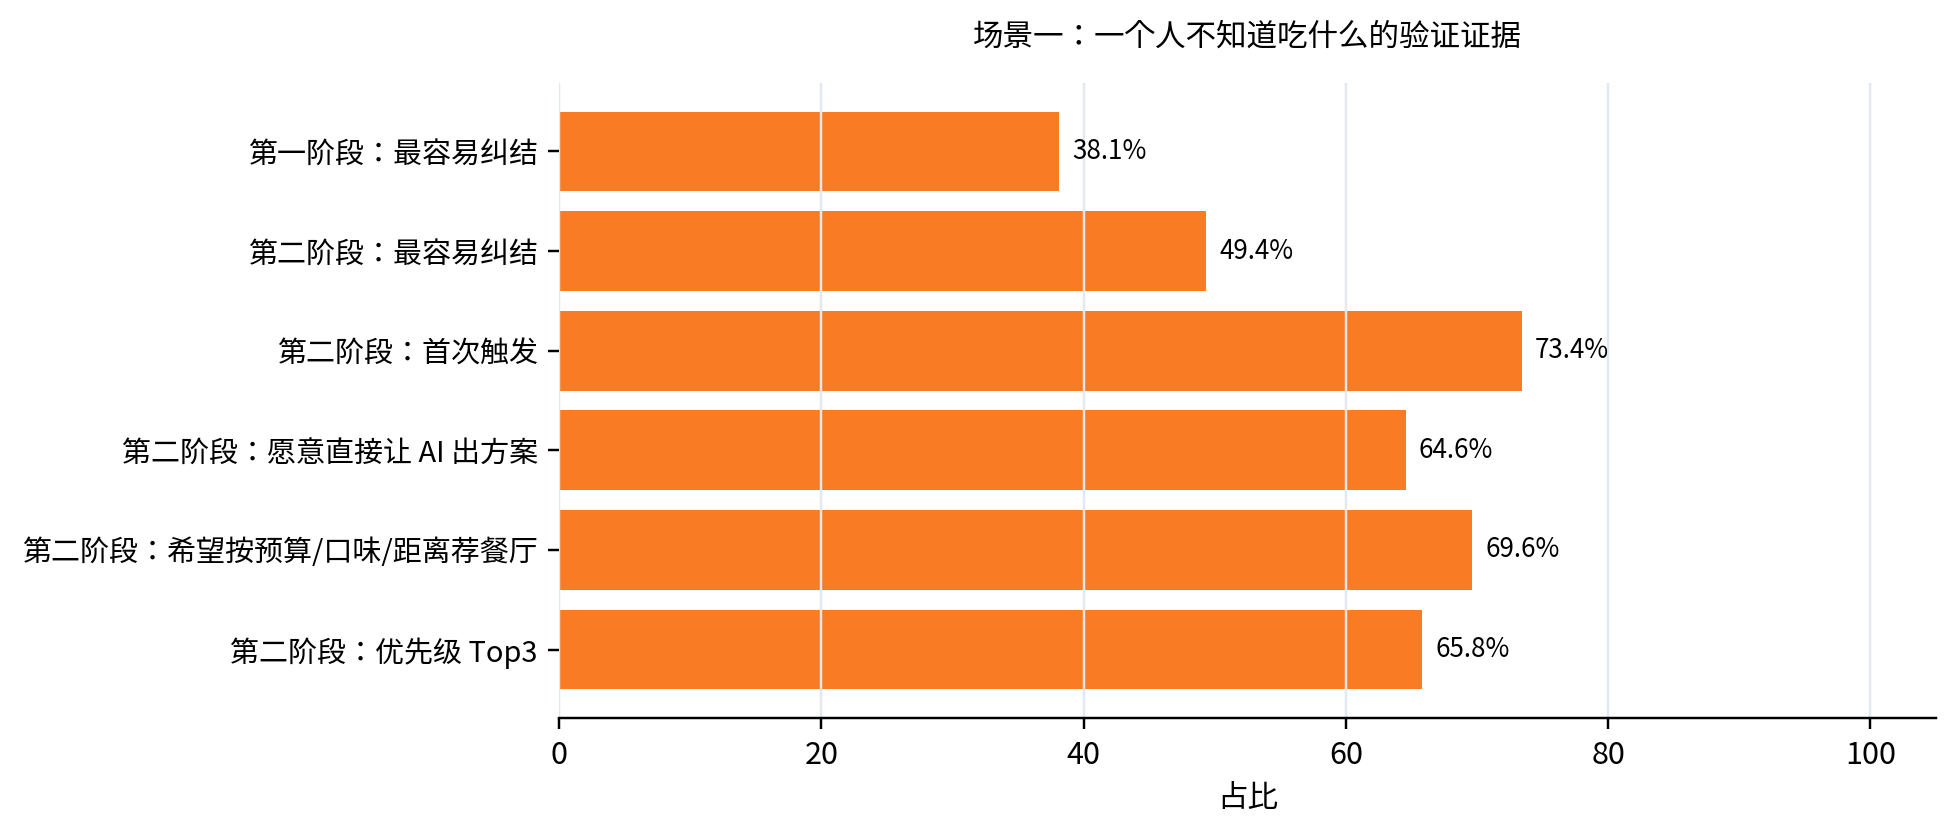 场景一：一个人不知道吃什么的验证证据
第一阶段：最容易纠结
38.1%
第二阶段：最容易纠结
49.4%
第二阶段：首次触发
73.4%
第二阶段：愿意直接让 AI 出方案
64.6%
第二阶段：希望按预算/口味/距离荐餐厅
69.6%
第二阶段：优先级 Top3
65.8%
0 20 40 60 80 100
占比